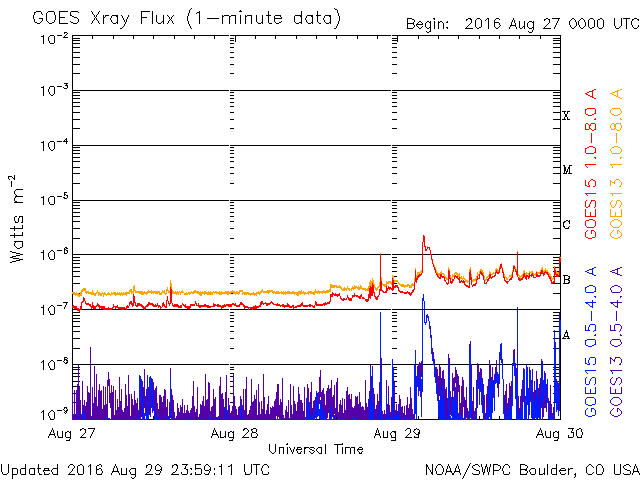 GOES Xray Flux (1-minute data)
Begin: 2016 Aug 27 0000 UTC
10-2
10-3
10-4
10-5
10-6
10-7
10-8
10-9
Watts m-2
X
M
C
B
A
GOES15 1.0-8.0 A
GOES13 1.0-8.0 A
GOES15 0.5-4.0 A
GOES13 0.5-4.0 A
Aug 27
Aug 28
Aug 29
Aug 30
Universal Time
Updated 2016 Aug 29 23:59:11 UTC
NOAA/SWPC Boulder, CO USA